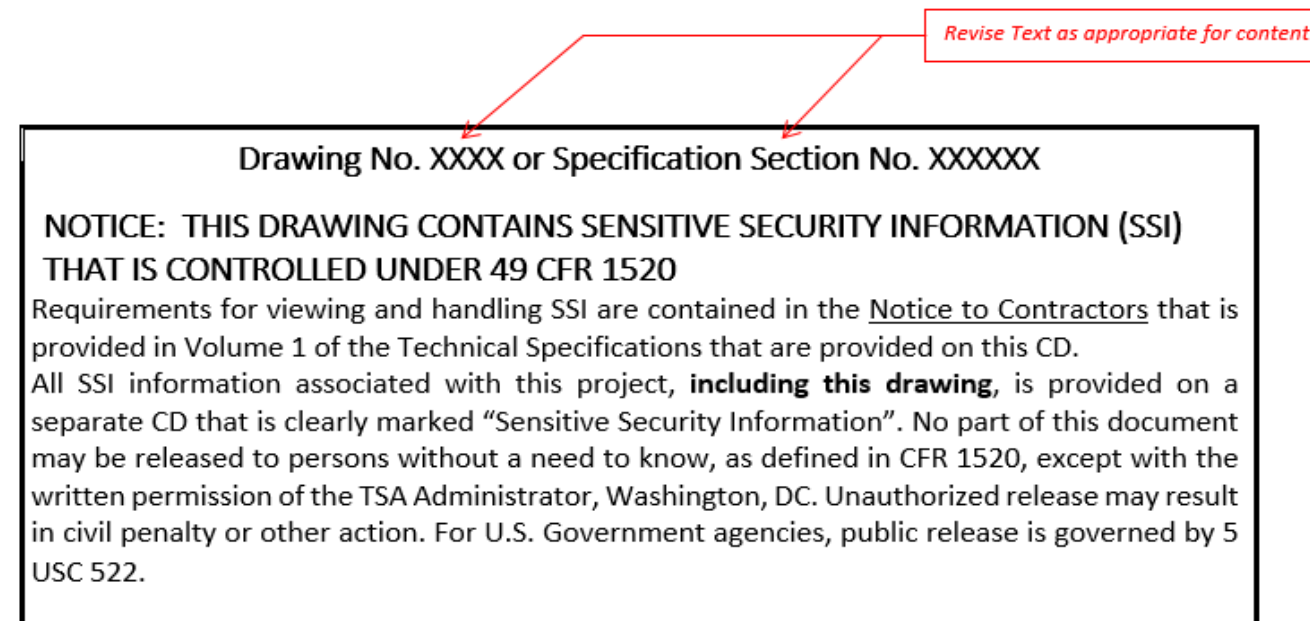 Revise Text as appropriate for content
Drawing No. XXXX or Specification Section No. XXXXXX
NOTICE:  THIS DRAWING CONTAINS SENSITIVE SECURITY INFORMATION (SSI)
THAT IS CONTROLLED UNDER 49 CFR 1520
Requirements for viewing and handling SSI are contained in the Notice to Contractors that is
provided in Volume 1 of the Technical Specifications that are provided on this CD.
All SSI information associated with this project, including this drawing, is provided on a
separate CD that is clearly marked “Sensitive Security Information”. No part of this document
may be released to persons without a need to know, as defined in CFR 1520, except with the
written permission of the TSA Administrator, Washington, DC. Unauthorized release may result
in civil penalty or other action. For U.S. Government agencies, public release is governed by 5
USC 522.